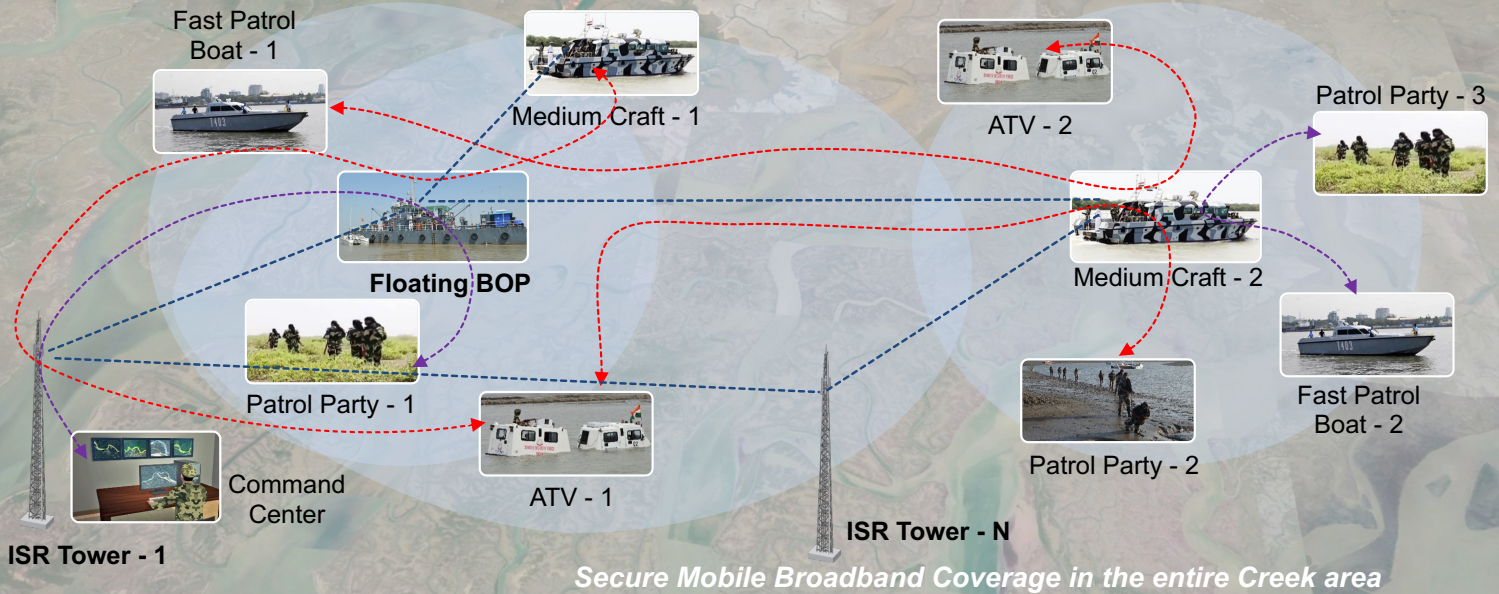 Fast Patrol
Boat - 1
Medium Craft - 1
ATV - 2
Patrol Party - 3
Floating BOP
Medium Craft - 2
Patrol Party - 1
ATV - 1
Patrol Party - 2
Fast Patrol
Boat - 2
Command
Center
ISR Tower - 1
ISR Tower - N
Secure Mobile Broadband Coverage in the entire Creek area